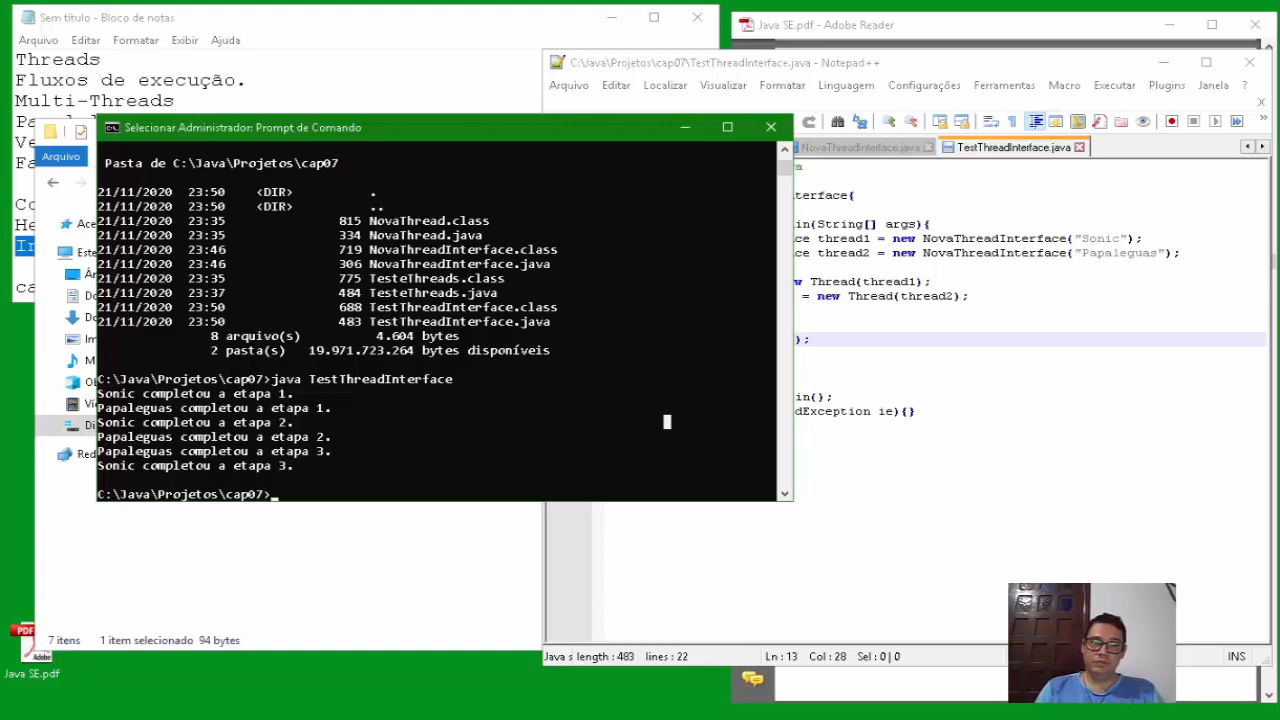 Sem título - Bloco de notas
Arquivo Editar Formatar Exibir Ajuda
Threads
Fluxos de execução.
Multi-Threads
Arquivo
Este
7 itens 1 item selecionado 94 bytes
Java SE.pdf
Selecionar Administrador: Prompt de Comando
Pasta de C:\Java\Projetos\cap07
21/11/2020 23:50 <DIR> .
21/11/2020 23:50 <DIR> ..
21/11/2020 23:35 815 NovaThread.class
21/11/2020 23:35 334 NovaThread.java
21/11/2020 23:46 719 NovaThreadInterface.class
21/11/2020 23:46 306 NovaThreadInterface.java
21/11/2020 23:35 775 TesteThreads.class
21/11/2020 23:37 484 TesteThreads.java
21/11/2020 23:50 688 TestThreadInterface.class
21/11/2020 23:50 483 TestThreadInterface.java
8 arquivo(s) 4.604 bytes
2 pasta(s) 19.971.723.264 bytes disponíveis
C:\Java\Projetos\cap07>java TestThreadInterface
Sonic completou a etapa 1.
Papaleguas completou a etapa 1.
Sonic completou a etapa 2.
Papaleguas completou a etapa 2.
Papaleguas completou a etapa 3.
Sonic completou a etapa 3.
C:\Java\Projetos\cap07>
Java SE.pdf - Adobe Reader
C:\Java\Projetos\cap07\TestThreadInterface.java - Notepad++
Arquivo Editar Localizar Visualizar Formatar Linguagem Configurações Ferramentas Macro Executar Plugins Janela
NovaThreadInterface.java TestThreadInterface.java
nterface{
in(String[] args){
ce thread1 = new NovaThreadInterface("Sonic");
ce thread2 = new NovaThreadInterface("Papaleguas");
w Thread(thread1);
= new Thread(thread2);
);
in();
dException ie){}
Java s length : 483 lines : 22 Ln : 13 Col : 28 Sel : 0 | 0 INS